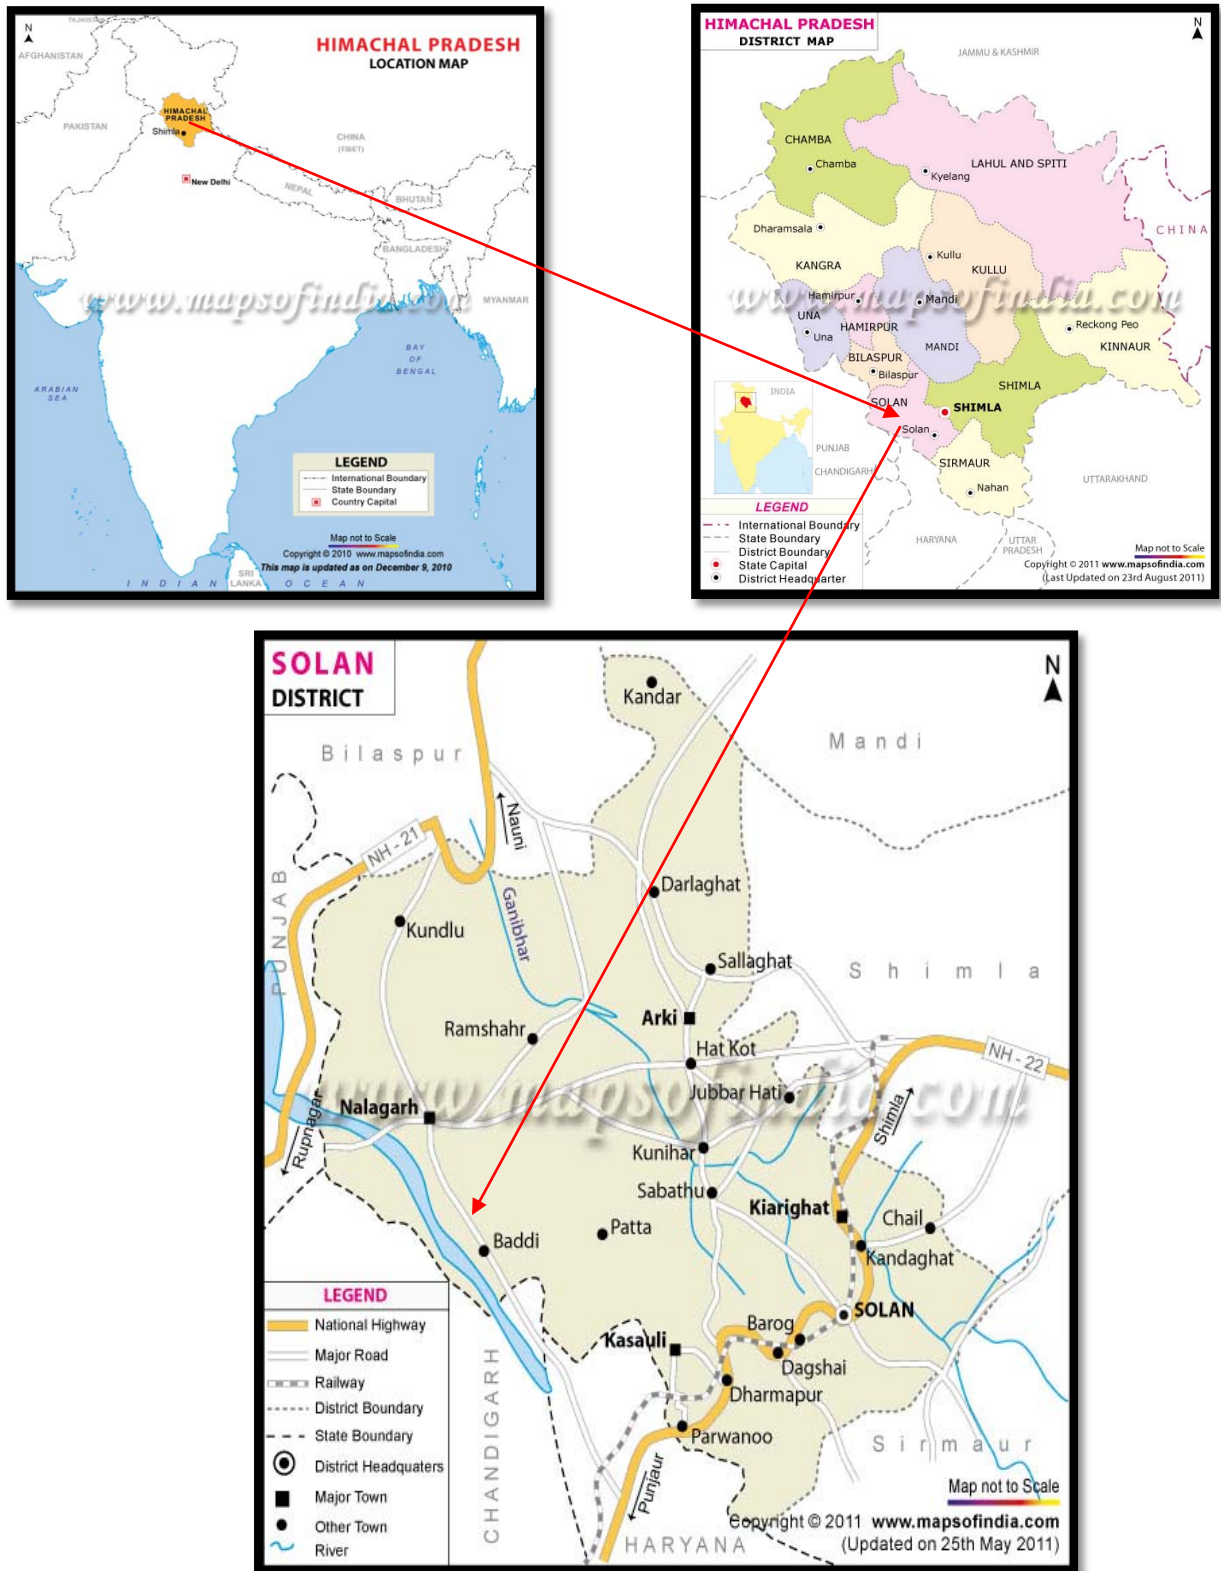 N
TAJIKISTAN
HIMACHAL PRADESH
LOCATION MAP
AFGHANISTAN
HIMACHAL
PRADESH
Shimla
PAKISTAN
CHINA
(TIBET)
New Delhi
NEPAL
BHUTAN
BANGLADESH
MYANMAR
www.mapsofindia.com
BAY
OF
BENGAL
ARABIAN
SEA
LEGEND
International Boundary
State Boundary
Country Capital
Map not to Scale
Copyright © 2010 www.mapsofindia.com
This map is updated as on December 9, 2010
SRI
LANKA
INDIAN OCEAN
HIMACHAL PRADESH
DISTRICT MAP
N
JAMMU & KASHMIR
CHAMBA
Chamba
LAHUL AND SPITI
Kyelang
Dharamsala
CHINA
KANGRA
Kullu
KULLU
www.mapsofindia.com
Hamirpur
Mandi
UNA
Una
HAMIRPUR
Reckong Peo
KINNAUR
MANDI
BILASPUR
Bilaspur
SHIMLA
INDIA
SOLAN
SHIMLA
Solan
PUNJAB
CHANDIGARH
SIRMAUR
Nahan
UTTARAKHAND
LEGEND
International Boundary
State Boundary
District Boundary
State Capital
District Headquarter
HARYANA
UTTAR
PRADESH
Map not to Scale
Copyright © 2011 www.mapsofindia.com
(Last Updated on 23rd August 2011)
SOLAN
DISTRICT
N
Kandar
Bilaspur
Mandi
Nauni
NH - 21
PUNJAB
Darlaghat
Ganibhar
Kundlu
Sallaghat
Shimla
Arki
Ramshahr
Hat Kot
NH - 22
Jubbar Hati
www.mapsofindia.com
Nalagarh
Rupnagar
Shimla
Kunihar
Sabathu
Kiarighat
Chail
Patta
Baddi
Kandaghat
SOLAN
Barog
Kasauli
Dagshai
Dharmapur
Parwanoo
Sirmaur
CHANDIGARH
Punjaur
HARYANA
LEGEND
National Highway
Major Road
Railway
District Boundary
State Boundary
District Headquaters
Major Town
Other Town
River
Map not to Scale
Copyright © 2011 www.mapsofindia.com
(Updated on 25th May 2011)